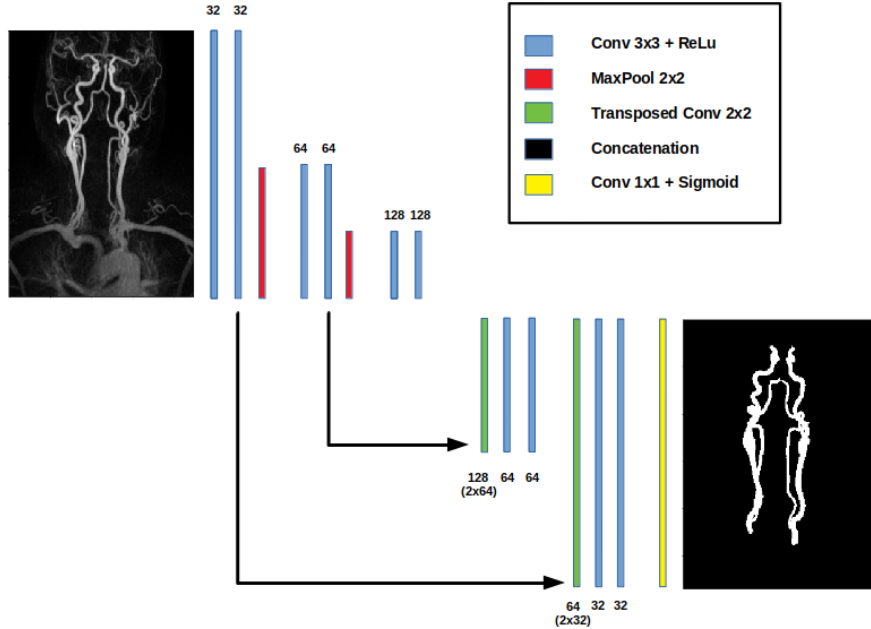 32 32
64 64
128 128
Conv 3x3 + ReLu
MaxPool 2x2
Transposed Conv 2x2
Concatenation
Conv 1x1 + Sigmoid
128 64 64
(2x64)
64 32 32
(2x32)